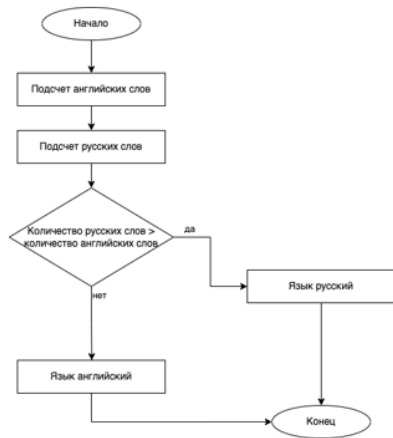 Начало
Подсчет английских слов
Подсчет русских слов
Количество русских слов >
количество английских слов
да
нет
Язык русский
Язык английский
Конец